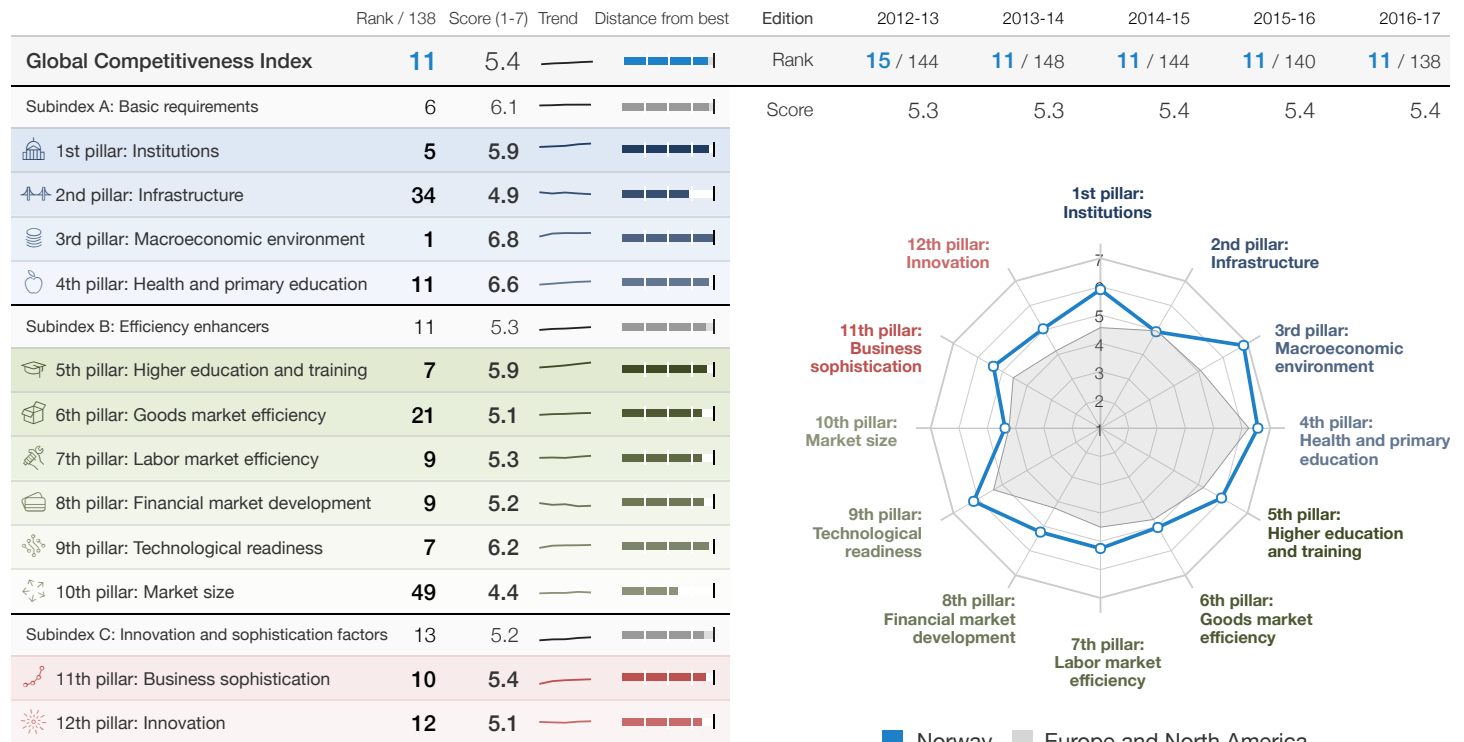 Rank / 138 Score (1-7) Trend Distance from best
Global Competitiveness Index 11 5.4
Subindex A: Basic requirements 6 6.1
1st pillar: Institutions 5 5.9
2nd pillar: Infrastructure 34 4.9
3rd pillar: Macroeconomic environment 1 6.8
4th pillar: Health and primary education 11 6.6
Subindex B: Efficiency enhancers 11 5.3
5th pillar: Higher education and training 7 5.9
6th pillar: Goods market efficiency 21 5.1
7th pillar: Labor market efficiency 9 5.3
8th pillar: Financial market development 9 5.2
9th pillar: Technological readiness 7 6.2
10th pillar: Market size 49 4.4
Subindex C: Innovation and sophistication factors 13 5.2
11th pillar: Business sophistication 10 5.4
12th pillar: Innovation 12 5.1
Edition 2012-13 2013-14 2014-15 2015-16 2016-17
Rank 15 / 144 11 / 148 11 / 144 11 / 140 11 / 138
Score 5.3 5.3 5.4 5.4 5.4
1st pillar:
Institutions
2nd pillar:
Infrastructure
3rd pillar:
Macroeconomic
environment
4th pillar:
Health and primary
education
5th pillar:
Higher education
and training
6th pillar:
Goods market
efficiency
7th pillar:
Labor market
efficiency
8th pillar:
Financial market
development
9th pillar:
Technological
readiness
10th pillar:
Market size
11th pillar:
Business
sophistication
12th pillar:
Innovation
7
6
5
4
3
2
1
Norway Europe and North America